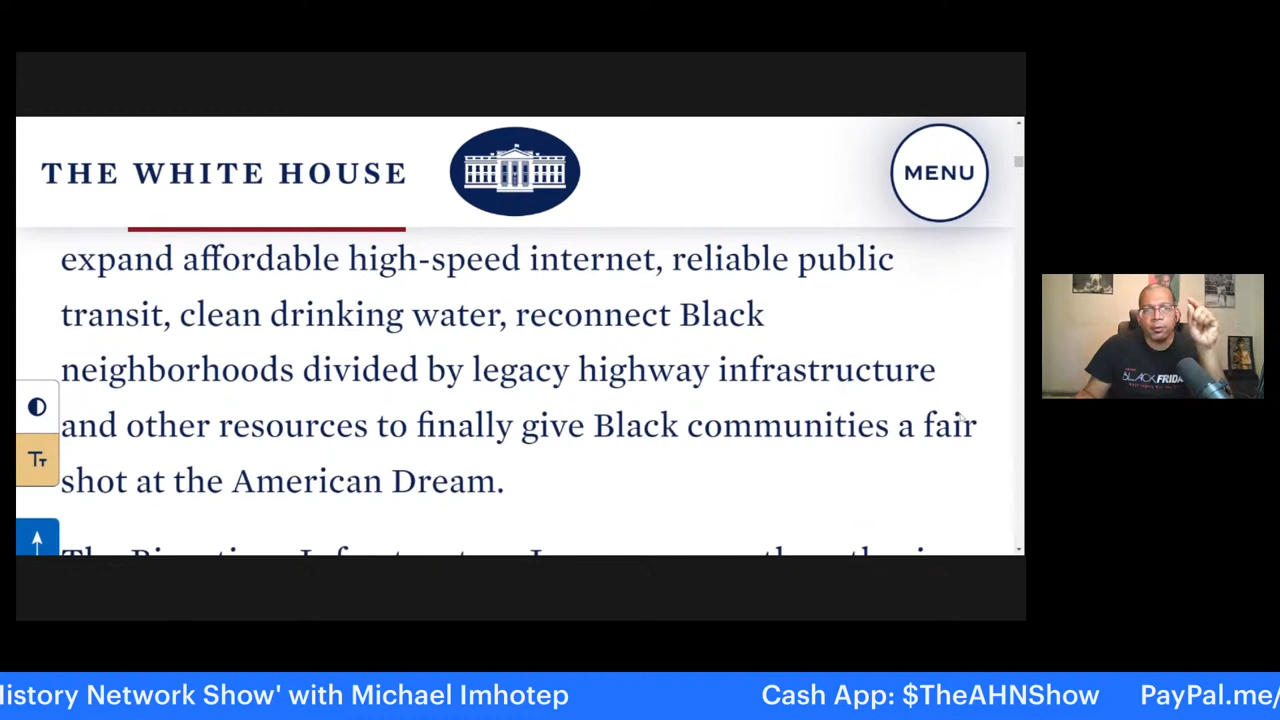 THE WHITE HOUSE
MENU
expand affordable high-speed internet, reliable public
transit, clean drinking water, reconnect Black
neighborhoods divided by legacy highway infrastructure
and other resources to finally give Black communities a fair
shot at the American Dream.
BLACK FRIDA
History Network Show' with Michael Imhotep
Cash App: $TheAHNShow
PayPal.me/